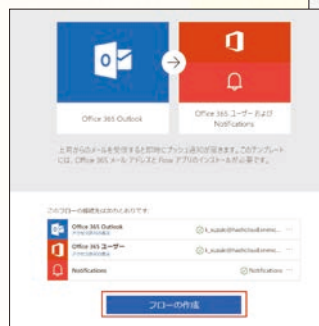 Office 365 Outlook
Office 365 ユーザー および
Notifications
上司からのメールを受信すると即時にプッシュ通知が届きます。このテンプレート
には、Office 365 メール アドレスと Flow アプリのインストールが必要です。
このフローの接続先は次のとおりです
Office 365 Outlook
Office 365 ユーザー
Notifications
Notifications
フローの作成